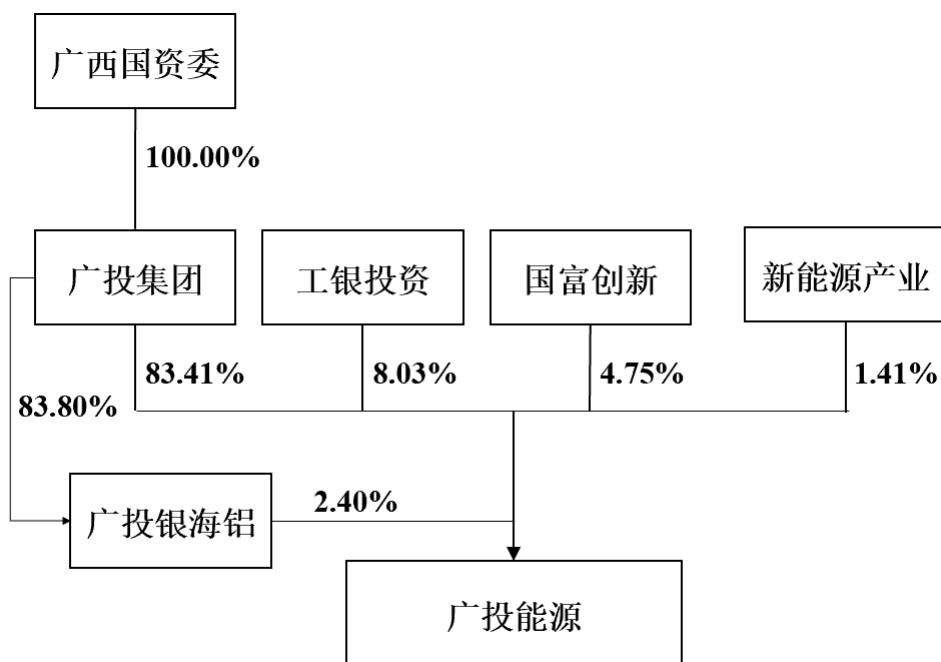 广西国资委
100.00%
广投集团
工银投资
国富创新
新能源产业
83.41%
8.03%
4.75%
1.41%
83.80%
广投银海铝
2.40%
广投能源